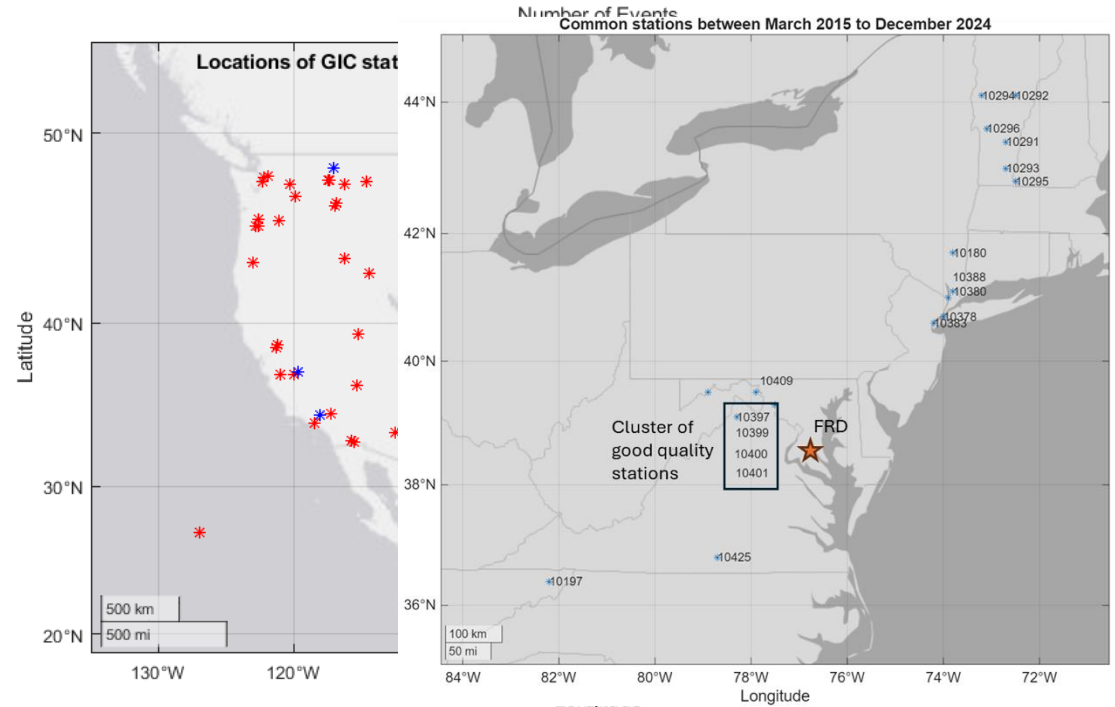 Number of Events
Common stations between March 2015 to December 2024
Locations of GIC stat
50°N
40°N
30°N
20°N
Latitude
500 km
500 mi
130°W
120°W
44°N
42°N
40°N
38°N
36°N
10294
10292
10296
10291
10293
10295
10180
10388
10380
10378
10383
10409
10397
10399
10400
10401
Cluster of
good quality
stations
FRD
10425
10197
100 km
50 mi
84°W
82°W
80°W
78°W
76°W
74°W
72°W
Longitude